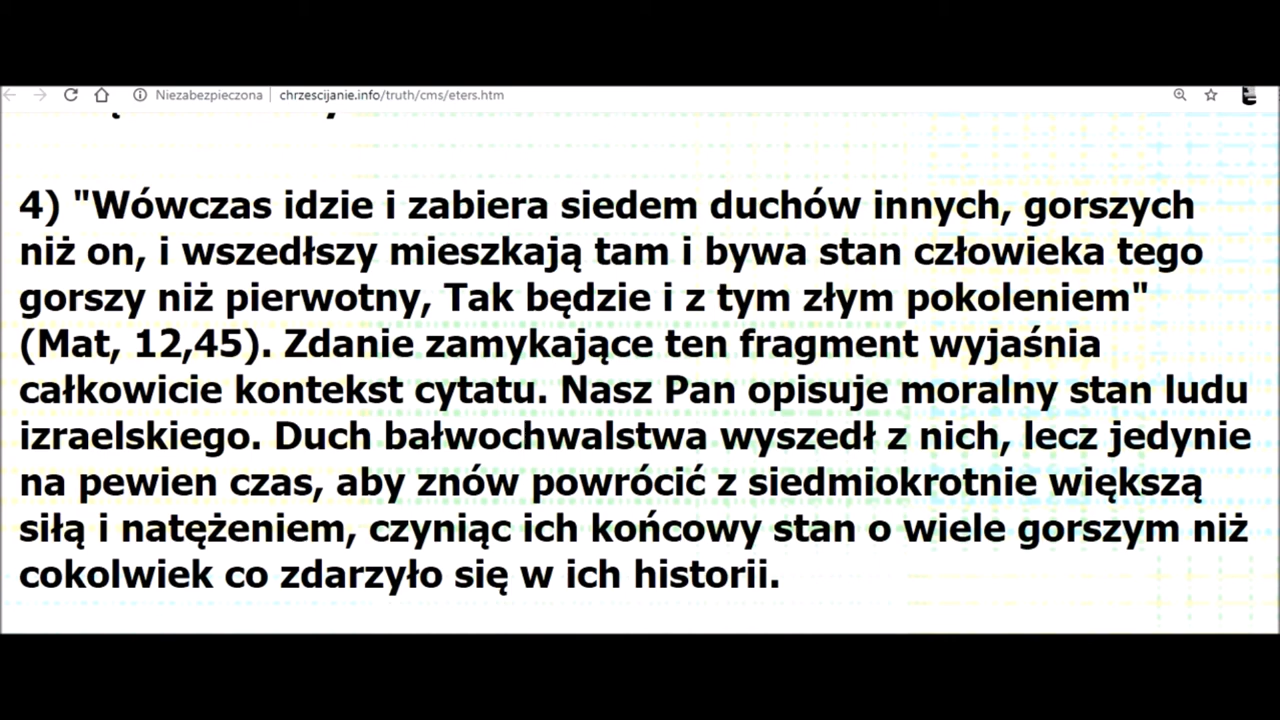 Niezabezpieczona chrzescijanie.info/truth/cms/eters.htm
4) "Wówczas idzie i zabiera siedem duchów innych, gorszych
niż on, i wszedłszy mieszkają tam i bywa stan człowieka tego
gorszy niż pierwotny, Tak będzie i z tym złym pokoleniem"
(Mat, 12,45). Zdanie zamykające ten fragment wyjaśnia
całkowicie kontekst cytatu. Nasz Pan opisuje moralny stan ludu
izraelskiego. Duch bałwochwalstwa wyszedł z nich, lecz jedynie
na pewien czas, aby znów powrócić z siedmiokrotnie większą
siłą i natężeniem, czyniąc ich końcowy stan o wiele gorszym niż
cokolwiek co zdarzyło się w ich historii.